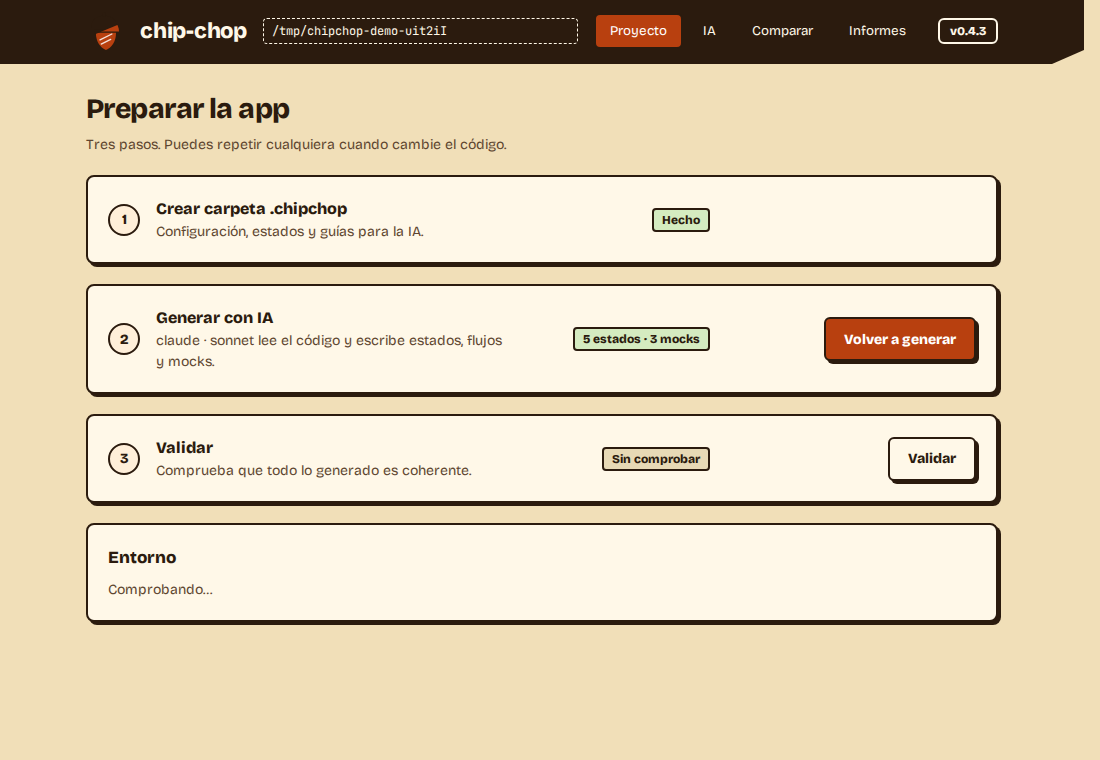 chip-chop
/tmp/chipchop-demo-uit2iI
Proyecto
IA
Comparar
Informes
v0.4.3
Preparar la app
Tres pasos. Puedes repetir cualquiera cuando cambie el código.
1
Crear carpeta .chipchop
Configuración, estados y guías para la IA.
Hecho
2
Generar con IA
claude · sonnet lee el código y escribe estados, flujos
y mocks.
5 estados · 3 mocks
Volver a generar
3
Validar
Comprueba que todo lo generado es coherente.
Sin comprobar
Validar
Entorno
Comprobando...